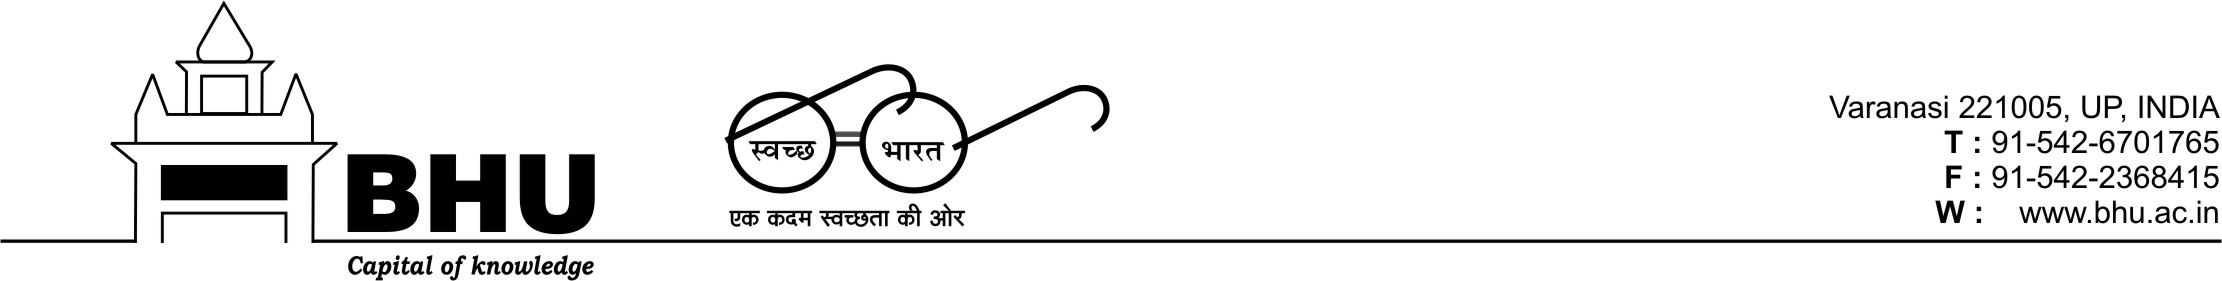 BHU
Capital of knowledge
स्वच्छ भारत
एक कदम स्वच्छता की ओर
Varanasi 221005, UP, INDIA
T : 91-542-6701765
F : 91-542-2368415
W : www.bhu.ac.in